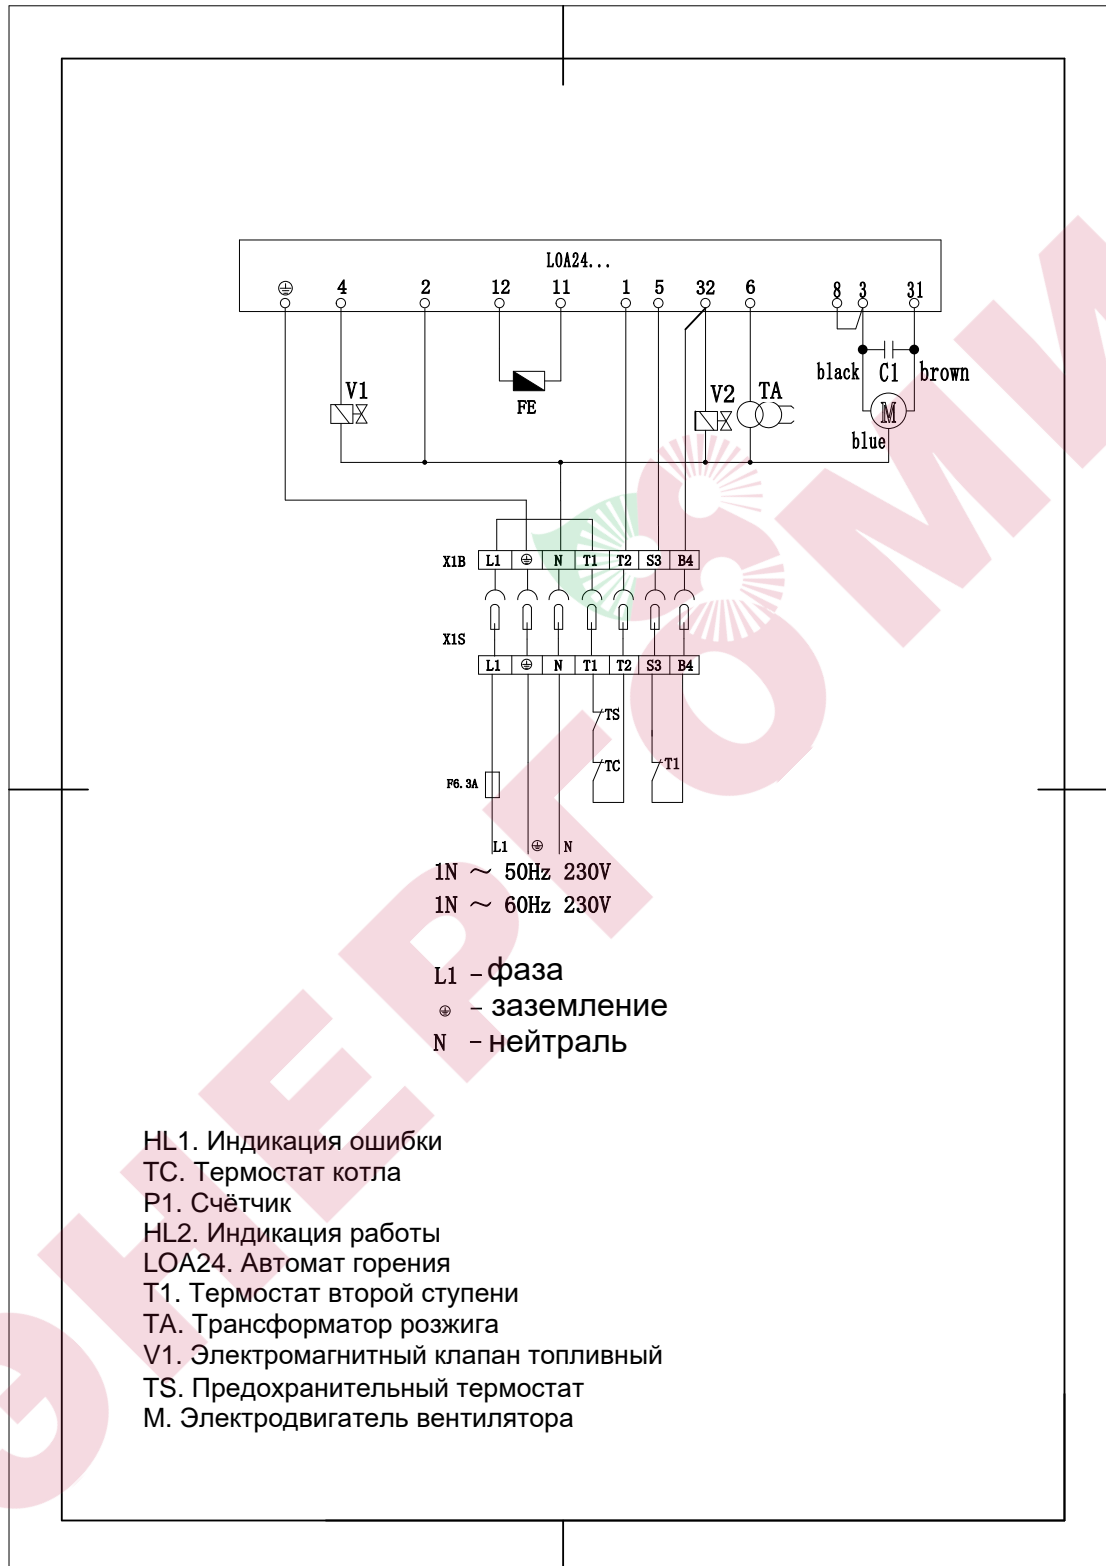 LOA24...
4 2 12 11 1 5 32 6 8 3 31
V1
FE
V2 TA
black C1 brown
M
blue
X1B L1 N T1 T2 S3 B4
X1S
L1 N T1 T2 S3 B4
TS
TC T1
F6.3A
L1 N
1N ~ 50Hz 230V
1N ~ 60Hz 230V
L1 - фаза
- заземление
N - нейтраль
HL1. Индикация ошибки
TC. Термостат котла
P1. Счётчик
HL2. Индикация работы
LOA24. Автомат горения
T1. Термостат второй ступени
TA. Трансформатор розжига
V1. Электромагнитный клапан топливный
TS. Предохранительный термостат
M. Электродвигатель вентилятора
ЭНЕРГОМИ